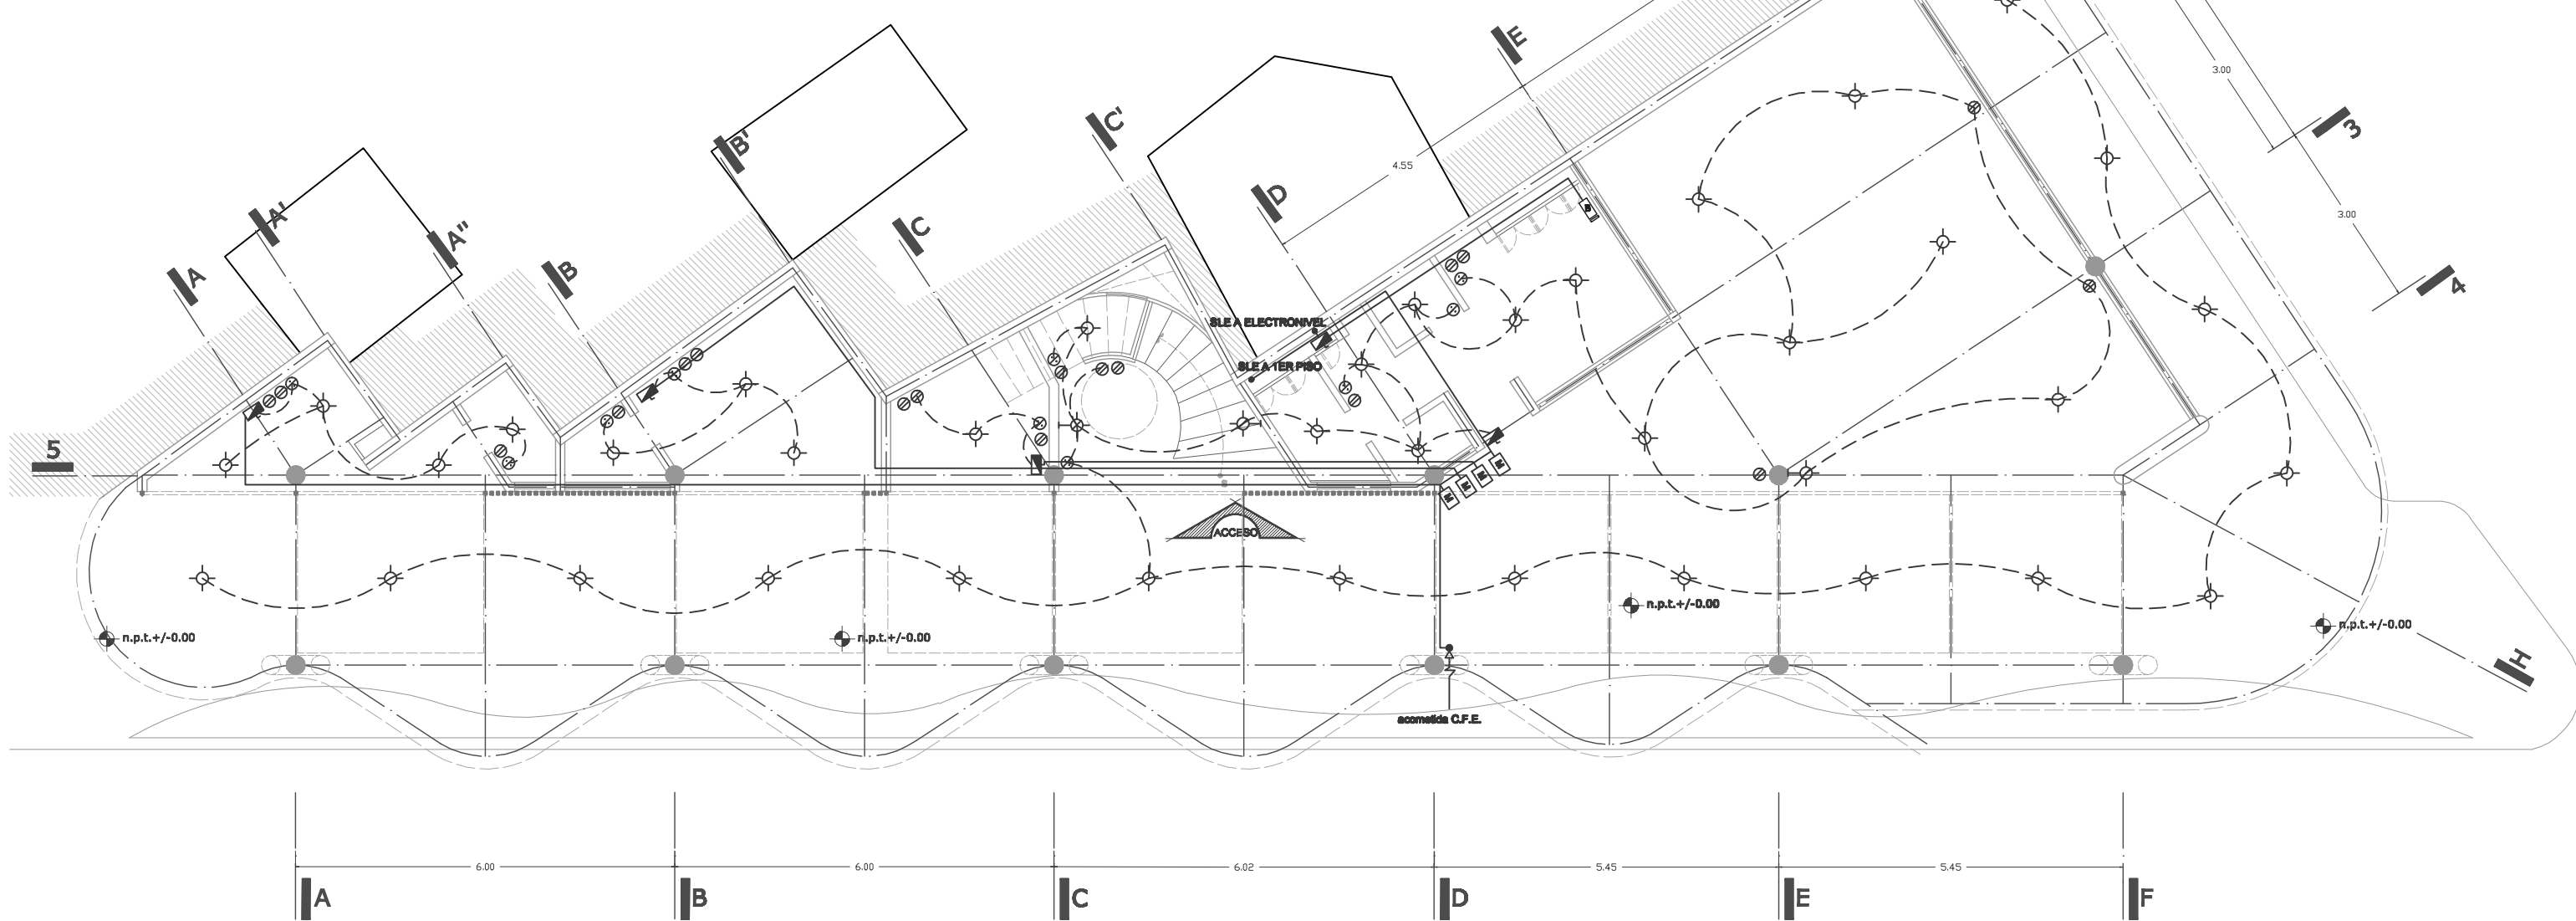 E
3.00
3
C'
B'
4.55
D
3.00
A'
C
A"
4
B
A
SLE A ELECTRONIVEL
SLE A 1ER PISO
5
M
M
M
M
ACCESO
n.p.t.+/-0.00
n.p.t.+/-0.00
n.p.t.+/-0.00
n.p.t.+/-0.00
H
acometida C.F.E.
6.00
6.00
6.02
5.45
5.45
A
B
C
D
E
F